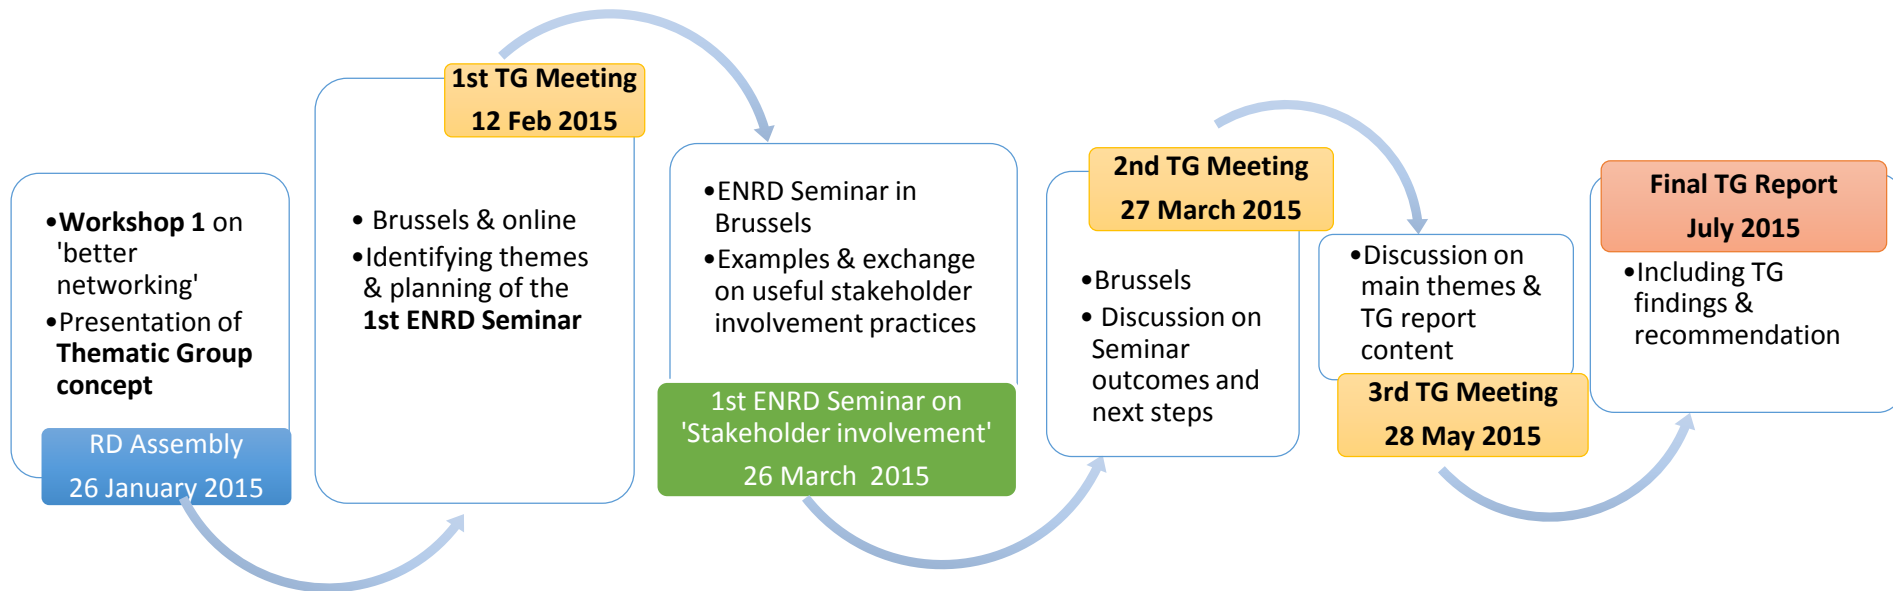 •Workshop 1 on
'better
networking'
•Presentation of
Thematic Group
concept
RD Assembly
26 January 2015
1st TG Meeting
12 Feb 2015
• Brussels & online
•Identifying themes
& planning of the
1st ENRD Seminar
•ENRD Seminar in
Brussels
•Examples & exchange
on useful stakeholder
involvement practices
1st ENRD Seminar on
'Stakeholder involvement'
26 March 2015
2nd TG Meeting
27 March 2015
•Brussels
• Discussion on
Seminar
outcomes and
next steps
•Discussion on
main themes &
TG report
content
3rd TG Meeting
28 May 2015
Final TG Report
July 2015
•Including TG
findings &
recommendation